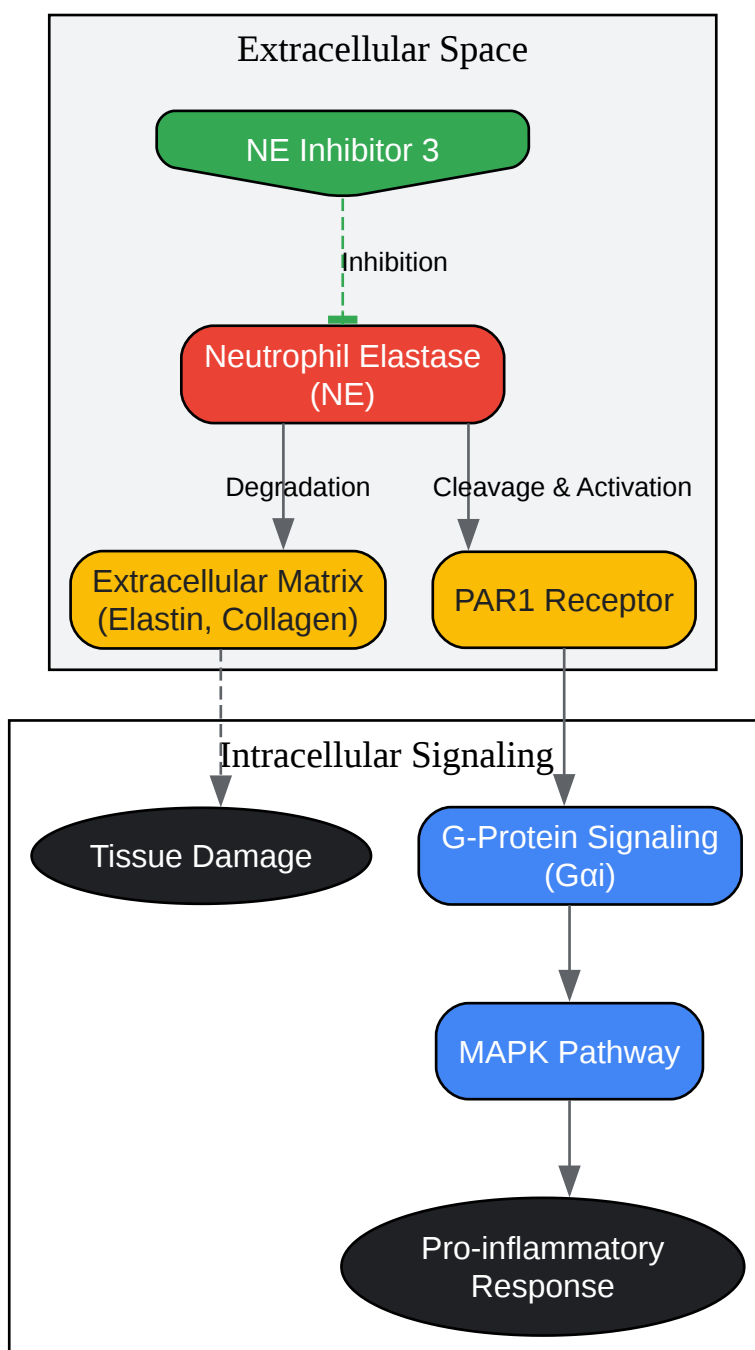 Extracellular Space
NE Inhibitor 3
Inhibition
Neutrophil Elastase
(NE)
Degradation
Cleavage & Activation
Extracellular Matrix
(Elastin, Collagen)
PAR1 Receptor
Intracellular Signaling
Tissue Damage
G-Protein Signaling
(Gαi)
MAPK Pathway
Pro-inflammatory
Response